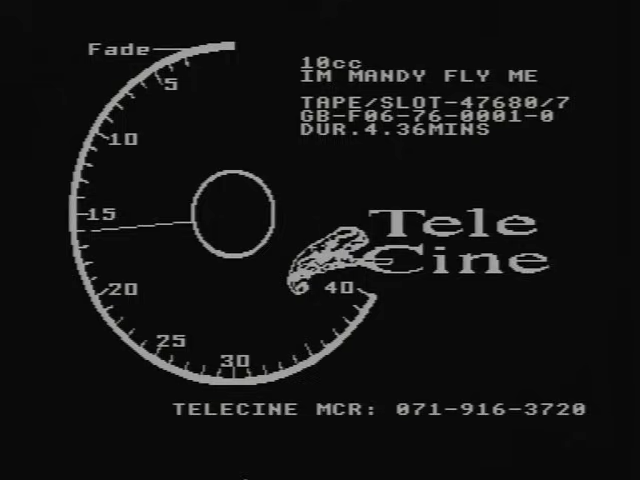 Fade
5
10
15
20
25
30
40
10cc
IM MANDY FLY ME
TAPE/SLOT-47680/7
GB-F06-76-0001-0
DUR.4.36MINS
Tele
Cine
TELECINE MCR: 071-916-3720